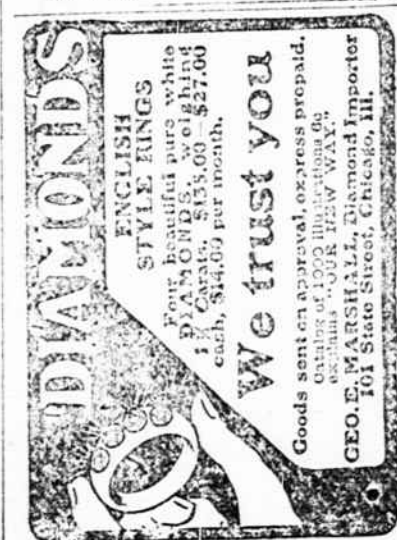 DIAMONDS
ENGLISH
STYLE RINGS
Four beautiful pure white
DIAMONDS, weighing
Carats, $135.00—$27.00
cash, $14.00 per month.
We trust you
Goods sent on approval, express prepaid.
Catalog of 1000 illustrations
explains "OUR NEW WAY."
GEO. E. MARSHALL, Diamond Importer
101 State Street, Chicago, Ill.